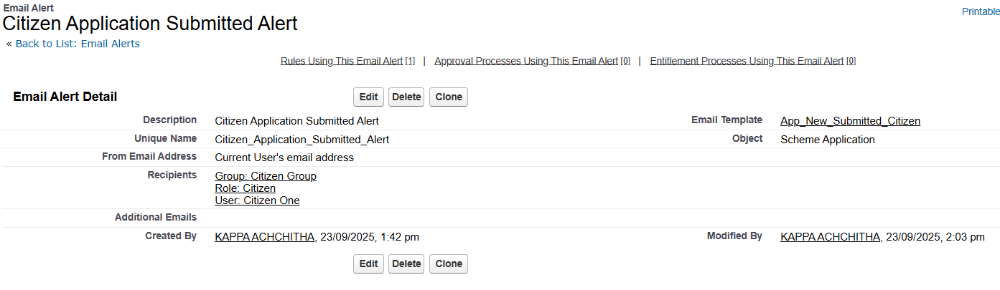 Email Alert
Printable
Citizen Application Submitted Alert
« Back to List: Email Alerts
Rules Using This Email Alert [1] | Approval Processes Using This Email Alert [0] | Entitlement Processes Using This Email Alert [0]
Email Alert Detail Edit Delete Clone
Description Citizen Application Submitted Alert Email Template App_New_Submitted_Citizen
Unique Name Citizen_Application_Submitted_Alert Object Scheme Application
From Email Address Current User's email address
Recipients Group: Citizen Group
Role: Citizen
User: Citizen One
Additional Emails
Created By KAPPA ACHCHITHA, 23/09/2025, 1:42 pm Modified By KAPPA ACHCHITHA, 23/09/2025, 2:03 pm
Edit Delete Clone